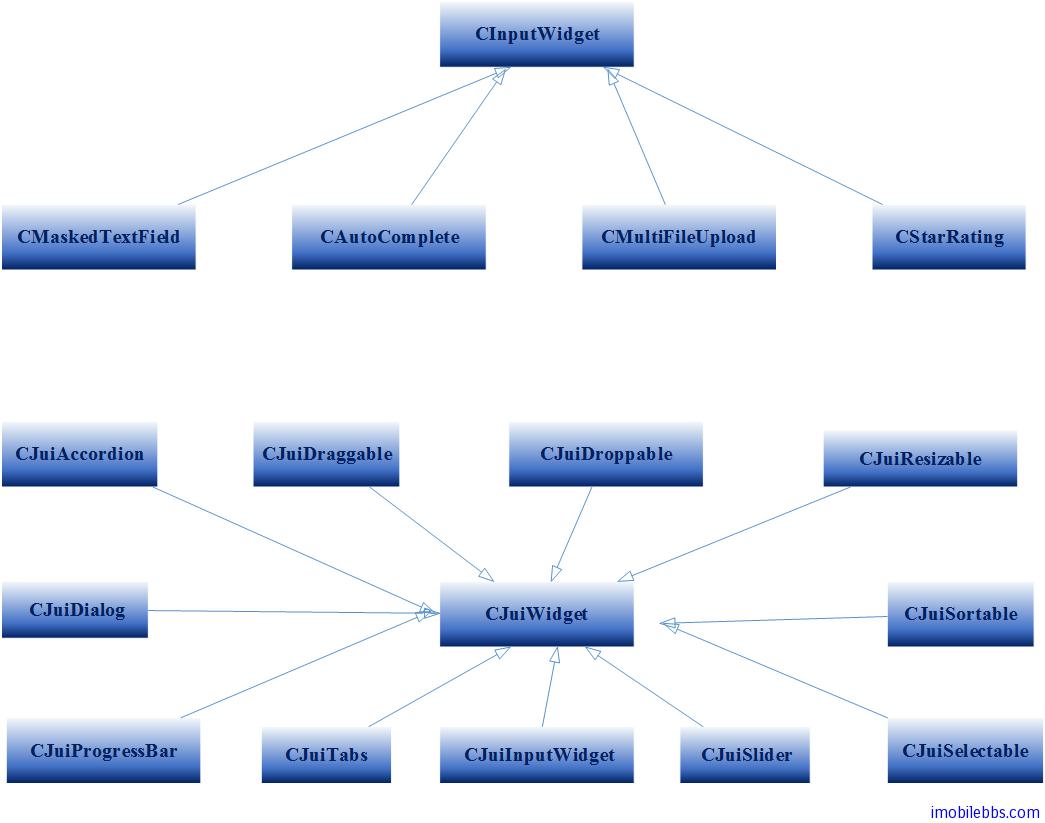 CInputWidget
CMaskedTextField
CAutoComplete
CMultiFileUpload
CStarRating
CJuiAccordion
CJuiDraggable
CJuiDroppable
CJuiResizable
CJuiDialog
CJuiWidget
CJuiSortable
CJuiProgressBar
CJuiTabs
CJuiInputWidget
CJuiSlider
CJuiSelectable
imobilebbs.com